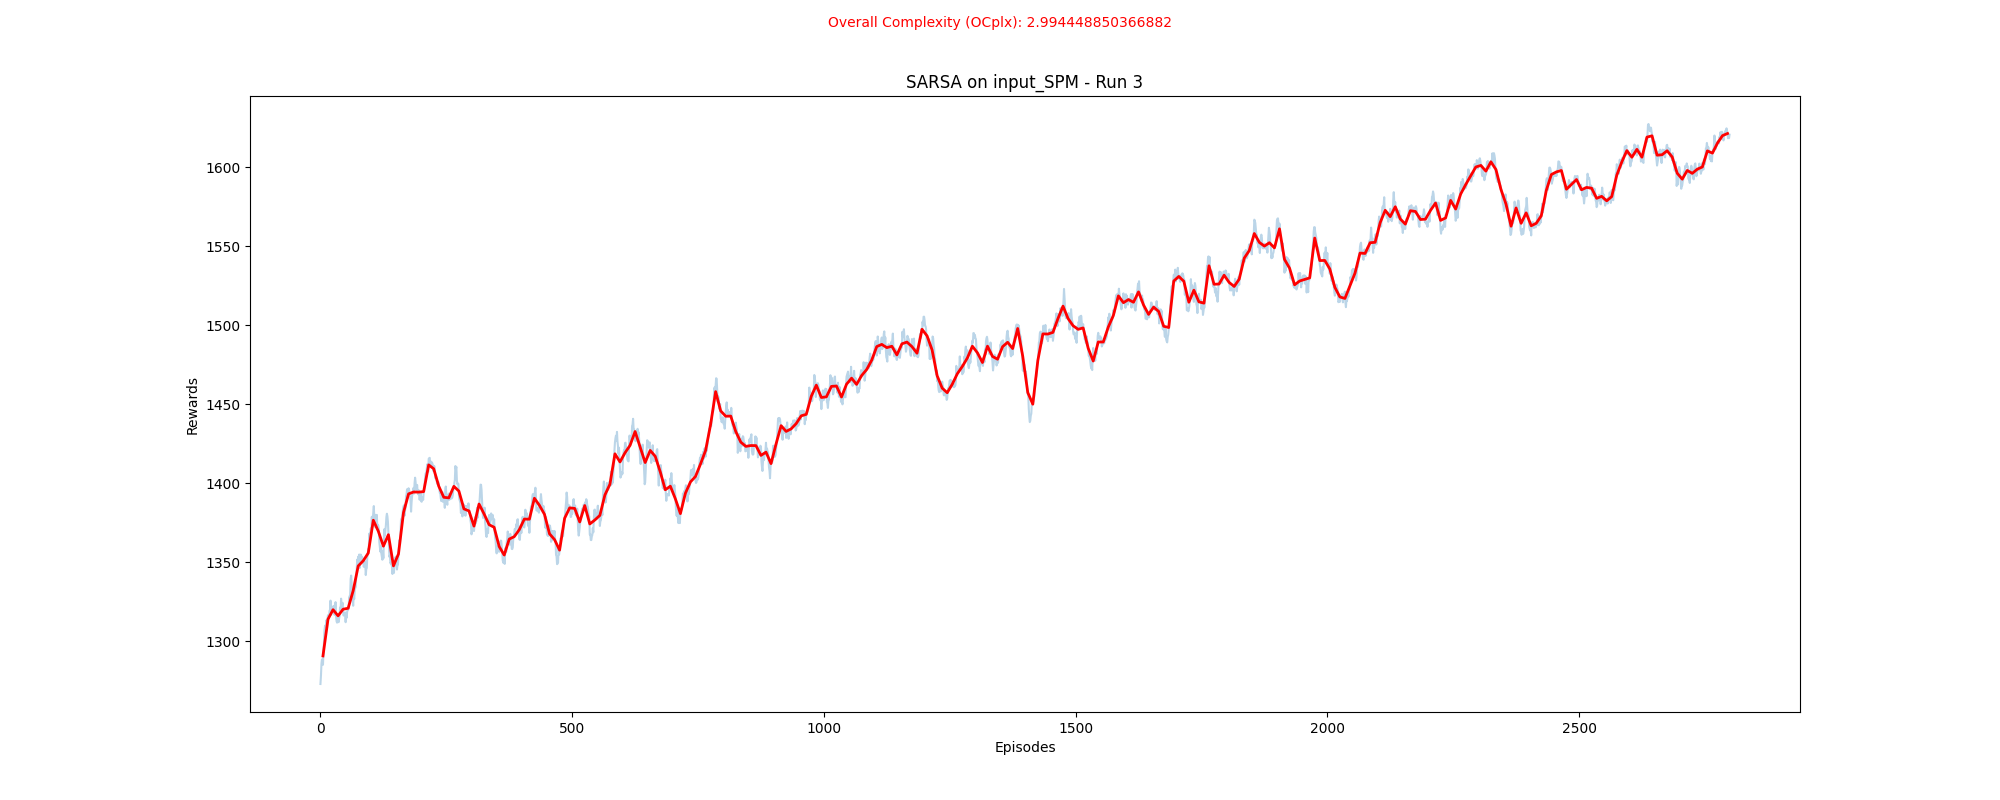 Overall Complexity (OCplx): 2.994448850366882
SARSA on input_SPM - Run 3
Rewards
1600
1550
1500
1450
1400
1350
1300
0 500 1000 1500 2000 2500
Episodes